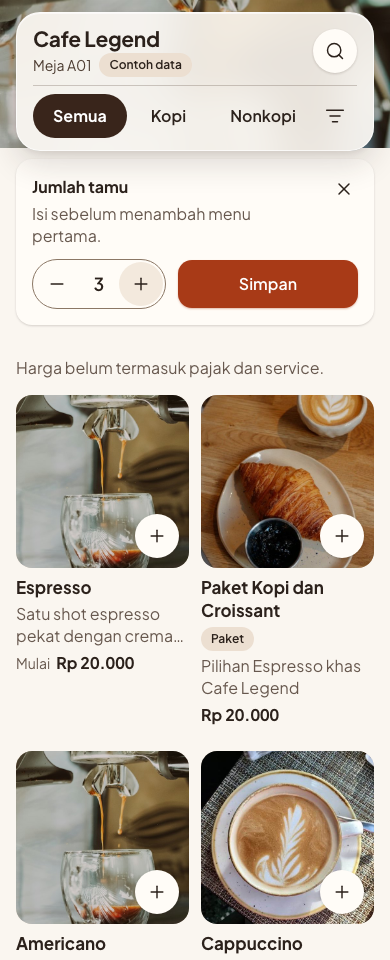 Cafe Legend
Meja A01 Contoh data
Semua Kopi Nonkopi
Jumlah tamu
Isi sebelum menambah menu
pertama.
3 Simpan
Harga belum termasuk pajak dan service.
Espresso
Satu shot espresso
pekat dengan crema...
Mulai Rp 20.000
Paket Kopi dan
Croissant
Paket
Pilihan Espresso khas
Cafe Legend
Rp 20.000
Americano
Cappuccino